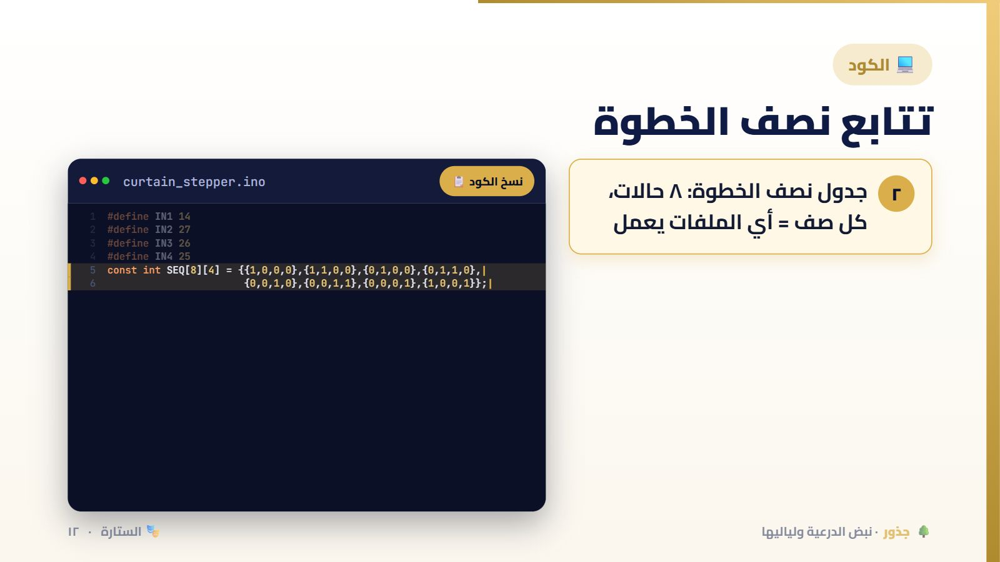 الكود
تتابع نصف الخطوة
٢
جدول نصف الخطوة: ٨ حالات،
كل صف = أي الملفات يعمل
curtain_stepper.ino
نسخ الكود
1 #define IN1 14
2 #define IN2 27
3 #define IN3 26
4 #define IN4 25
5 const int SEQ[8][4] = {{1,0,0,0},{1,1,0,0},{0,1,0,0},{0,1,1,0},
6 {0,0,1,0},{0,0,1,1},{0,0,0,1},{1,0,0,1}};
جذور · نبض الدرعية ولياليها
الستارة · ١٢